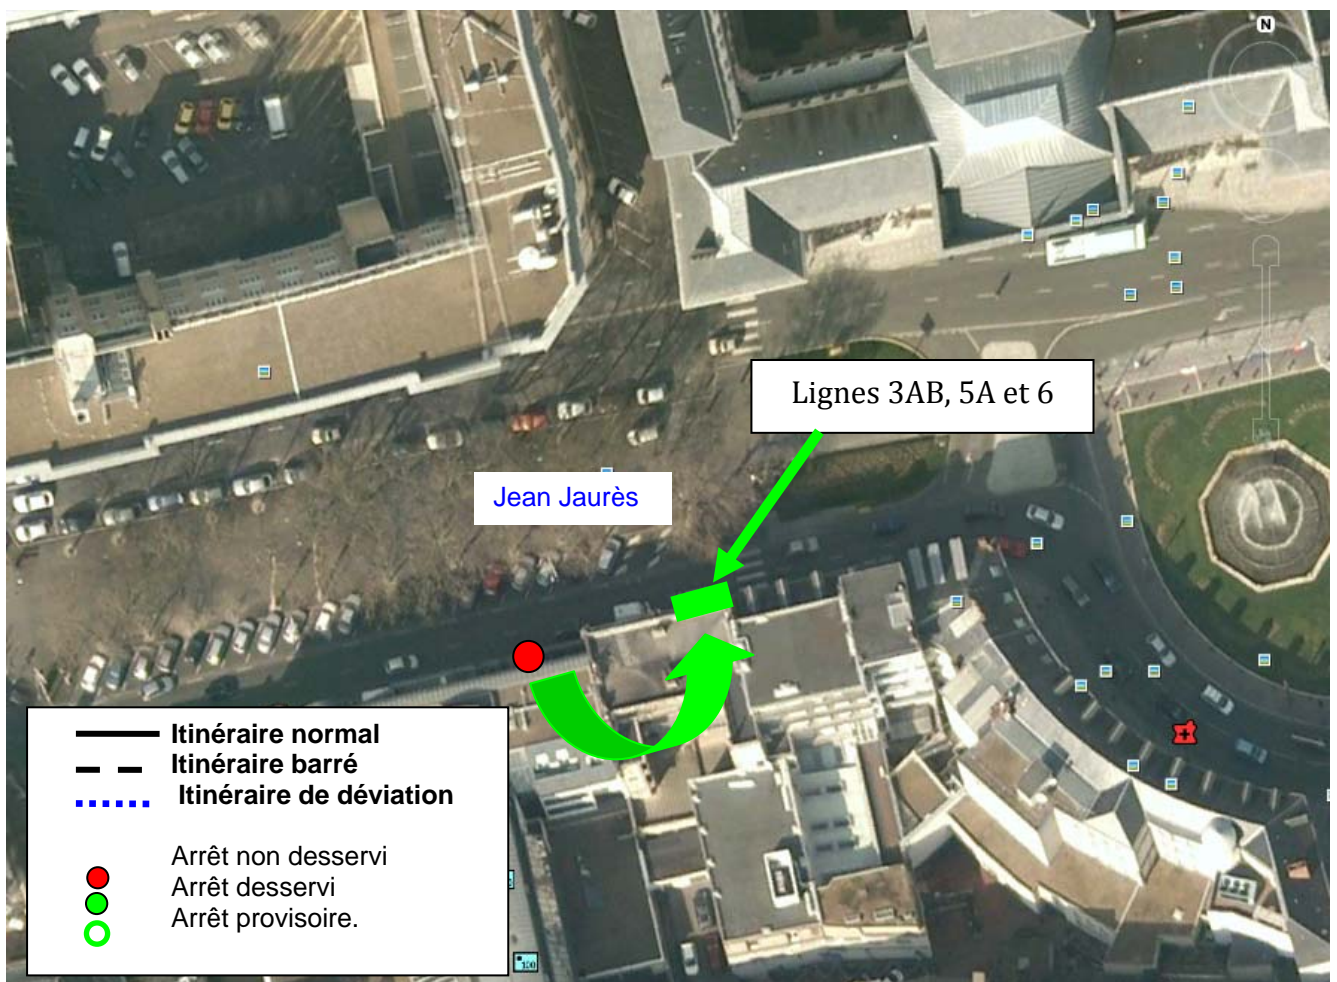 N
Lignes 3AB, 5A et 6
Jean Jaurès
Itinéraire normal
Itinéraire barré
Itinéraire de déviation
Arrêt non desservi
Arrêt desservi
Arrêt provisoire.